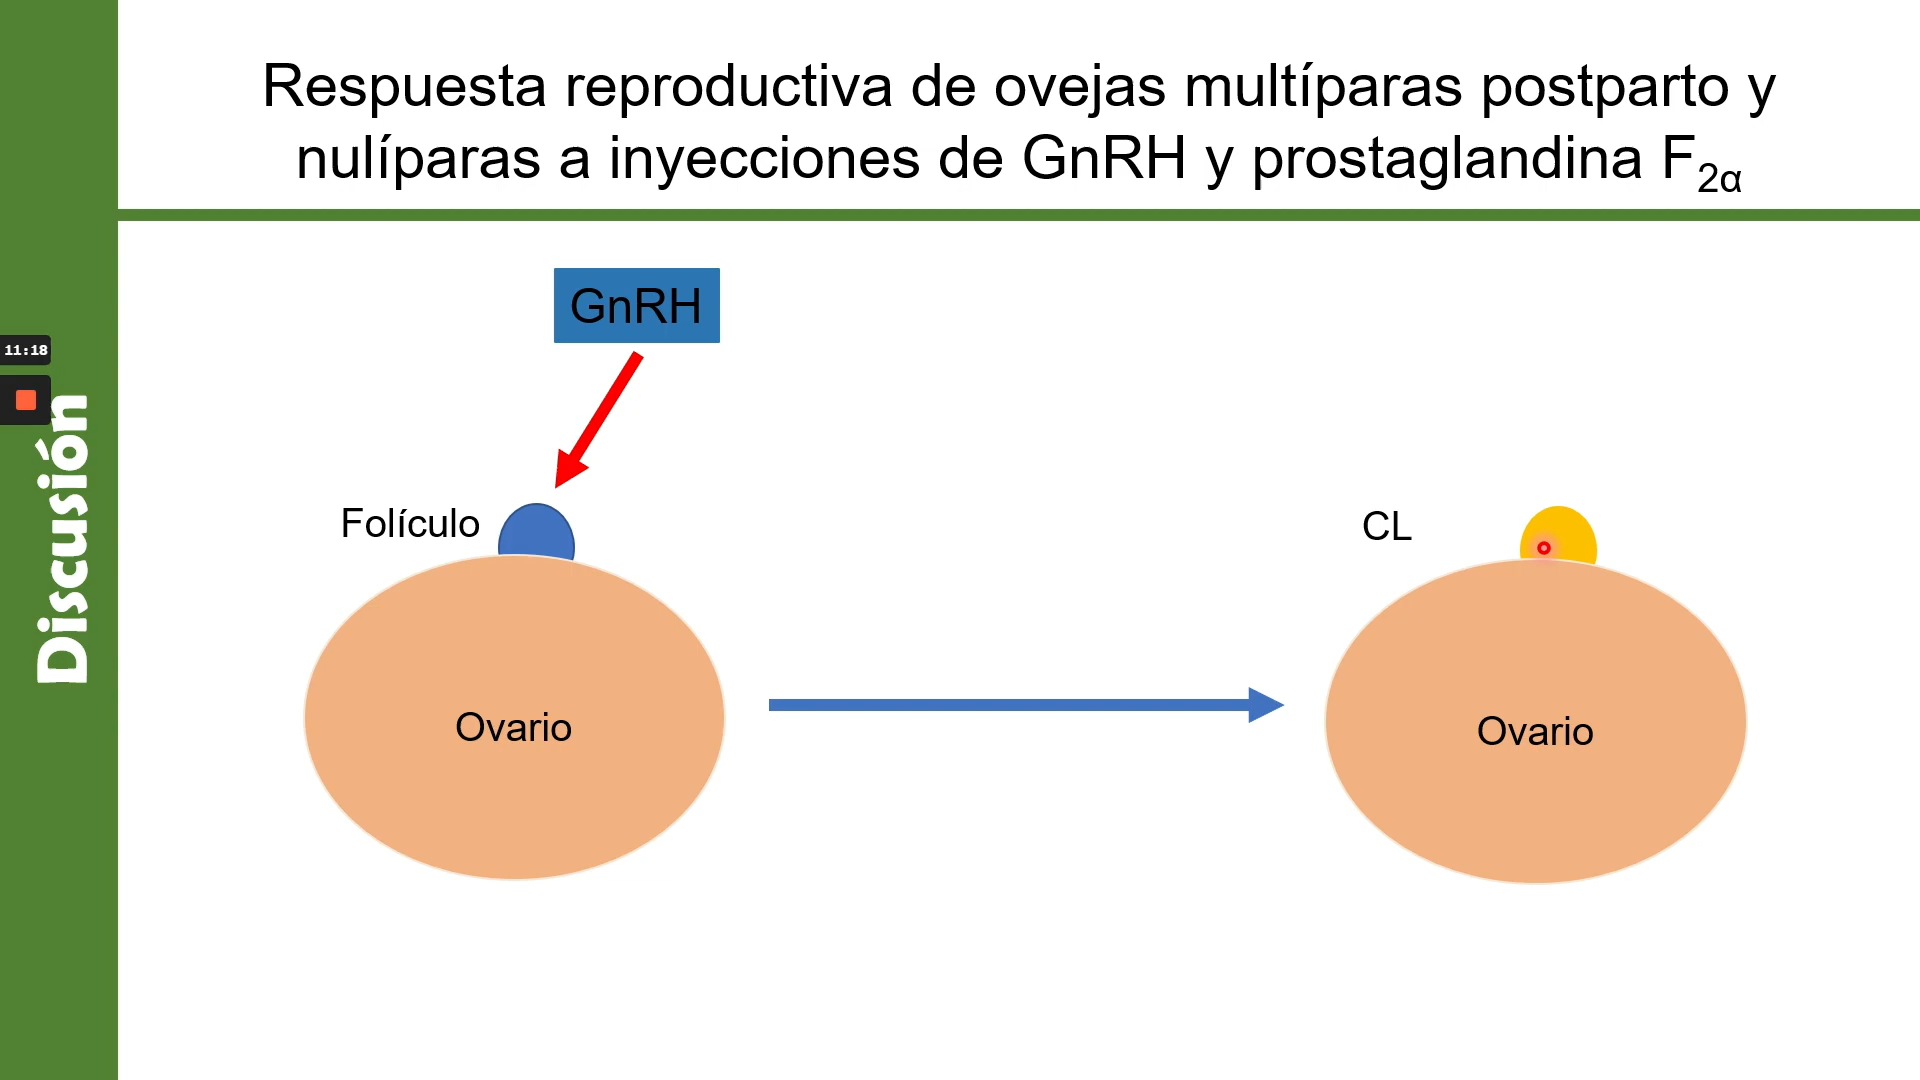 Respuesta reproductiva de ovejas multíparas postparto y
nulíparas a inyecciones de GnRH y prostaglandina F2α
GnRH
11:18
Discusión
Folículo
CL
Ovario
Ovario